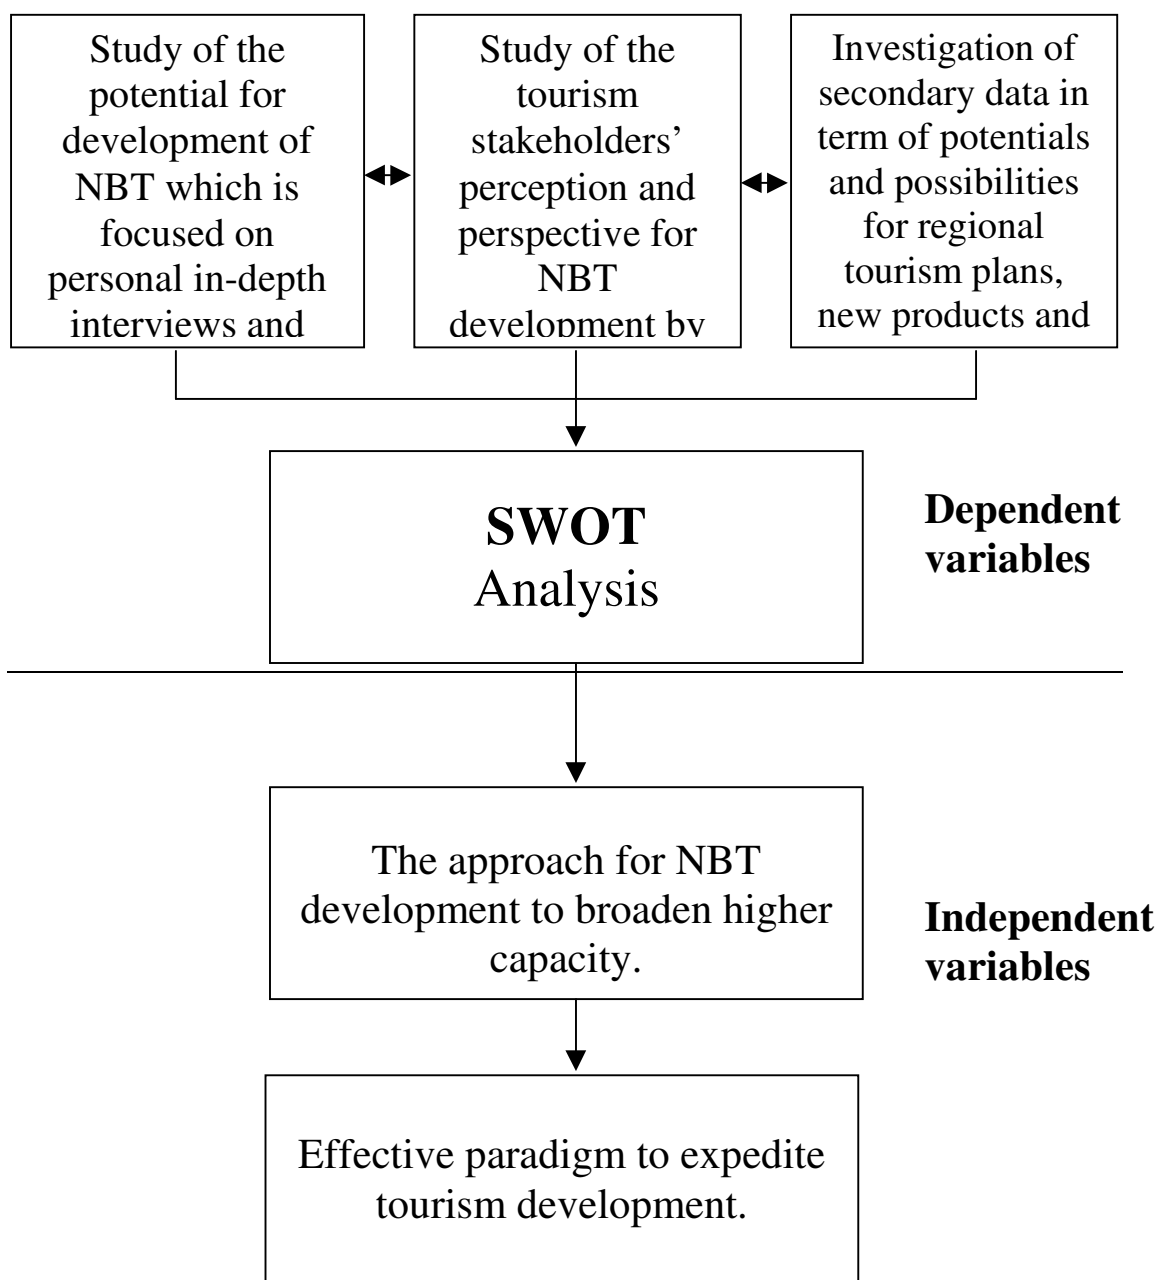 Study of the
potential for
development of
NBT which is
focused on
personal in-depth
interviews and
Study of the
tourism
stakeholders’
perception and
perspective for
NBT
development by
Investigation of
secondary data in
term of potentials
and possibilities
for regional
tourism plans,
new products and
SWOT
Analysis
Dependent
variables
The approach for NBT
development to broaden higher
capacity.
Independent
variables
Effective paradigm to expedite
tourism development.